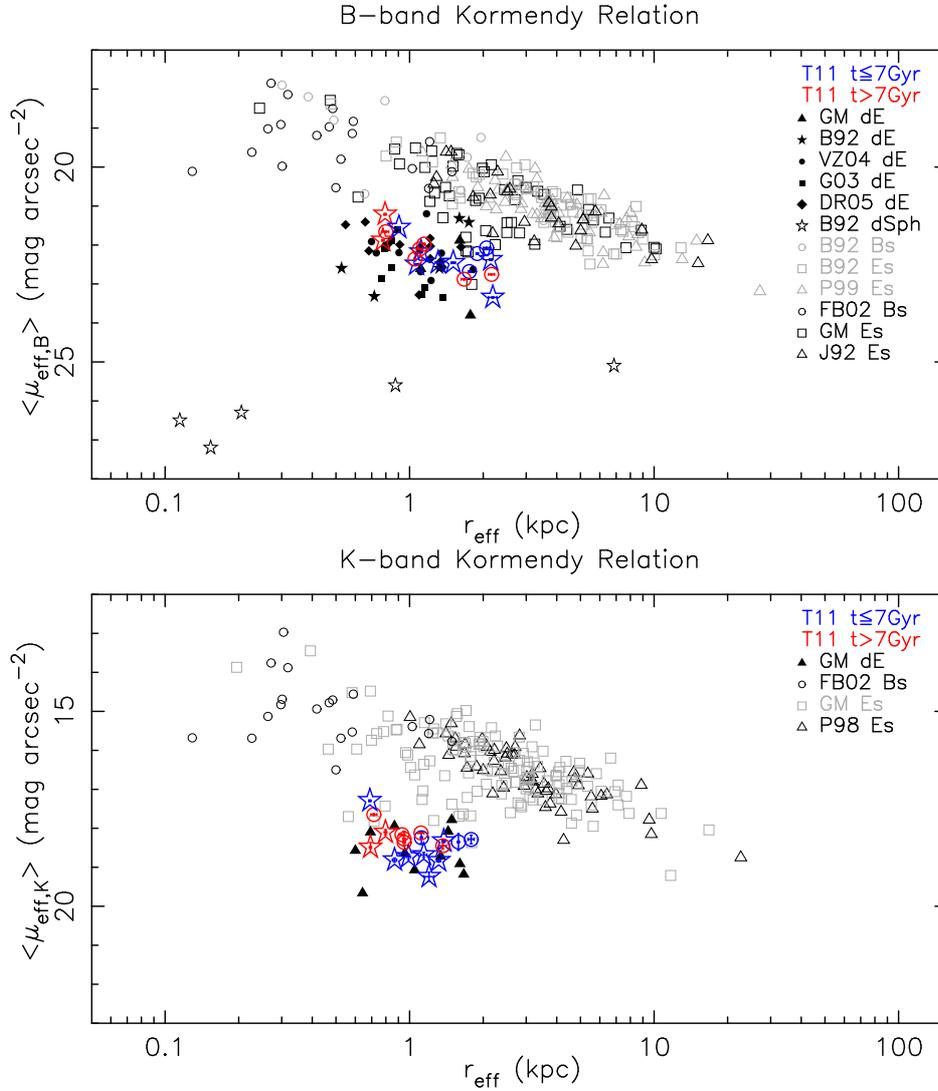 B-band Kormendy Relation
<μeff,B> (mag arcsec−2)
20
25
T11 t≦7Gyr
T11 t>7Gyr
GM dE
B92 dE
VZ04 dE
G03 dE
DR05 dE
B92 dSph
B92 Bs
B92 Es
P99 Es
FB02 Bs
GM Es
J92 Es
0.1 1 10 100
reff (kpc)
K-band Kormendy Relation
<μeff,K> (mag arcsec−2)
15
20
T11 t≦7Gyr
T11 t>7Gyr
GM dE
FB02 Bs
GM Es
P98 Es
0.1 1 10 100
reff (kpc)